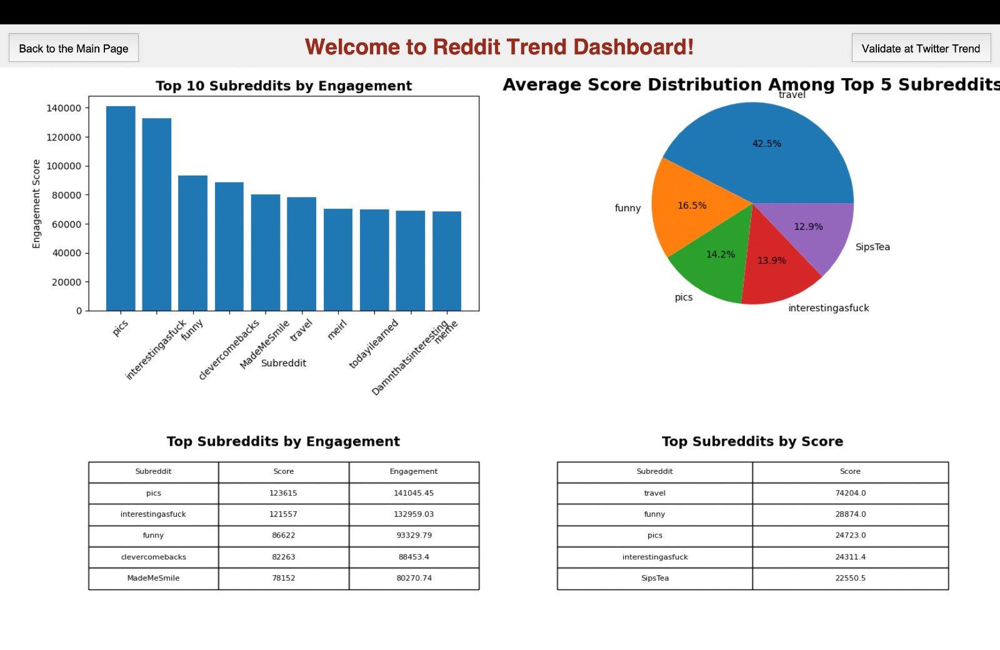 Back to the Main Page
Welcome to Reddit Trend Dashboard!
Validate at Twitter Trend
Top 10 Subreddits by Engagement
140000
120000
100000
80000
60000
40000
20000
0
Engagement Score
pics
interestingasfuck
funny
clevercomebacks
MadeMeSmile
travel
meirl
todayilearned
Damnthatsinteresting
meme
Subreddit
Average Score Distribution Among Top 5 Subreddits
travel
42.5%
funny
16.5%
pics
14.2%
interestingasfuck
13.9%
SipsTea
12.9%
Top Subreddits by Engagement
Subreddit Score Engagement
pics 123615 141045.45
interestingasfuck 121557 132959.03
funny 86622 93329.79
clevercomebacks 82263 88453.4
MadeMeSmile 78152 80270.74
Top Subreddits by Score
Subreddit Score
travel 74204.0
funny 28874.0
pics 24723.0
interestingasfuck 24311.4
SipsTea 22550.5